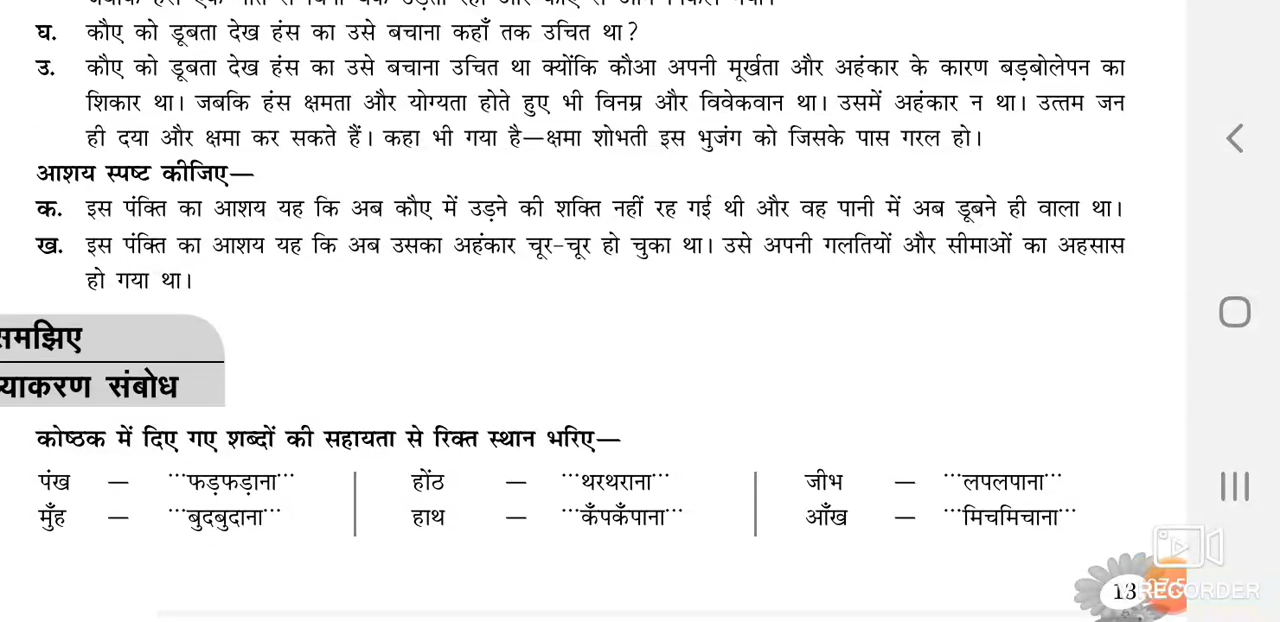 घ. कौए को डूबता देख हंस का उसे बचाना कहाँ तक उचित था?
उ. कौए को डूबता देख हंस का उसे बचाना उचित था क्योंकि कौआ अपनी मूर्खता और अहंकार के कारण बड़बोलेपन का
शिकार था। जबकि हंस क्षमता और योग्यता होते हुए भी विनम्र और विवेकवान था। उसमें अहंकार न था। उत्तम जन
ही दया और क्षमा कर सकते हैं। कहा भी गया है—क्षमा शोभती इस भुजंग को जिसके पास गरल हो।
आशय स्पष्ट कीजिए—
क. इस पंक्ति का आशय यह कि अब कौए में उड़ने की शक्ति नहीं रह गई थी और वह पानी में अब डूबने ही वाला था।
ख. इस पंक्ति का आशय यह कि अब उसका अहंकार चूर-चूर हो चुका था। उसे अपनी गलतियों और सीमाओं का अहसास
हो गया था।
समझिए
व्याकरण संबोध
कोष्ठक में दिए गए शब्दों की सहायता से रिक्त स्थान भरिए—
पंख — ···फड़फड़ाना··· होंठ — ···थरथराना··· जीभ — ···लपलपाना···
मुँह — ···बुदबुदाना··· हाथ — ···कँपकँपाना··· आँख — ···मिचमिचाना···
13
RECORDER